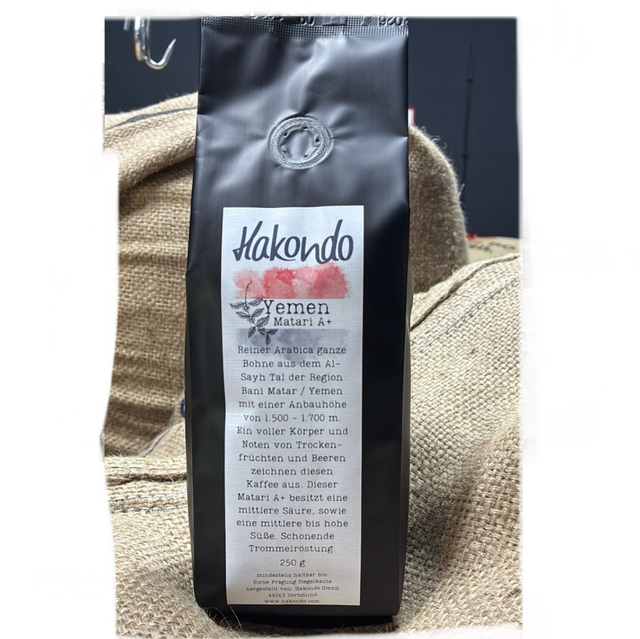 Hakondo
Yemen
Matari A+
Reiner Arabica ganze
Bohne aus dem Al-
Sayh Tal der Region
Bani Matar / Yemen
mit einer Anbauhöhe
von 1.500 – 1.700 m.
Ein voller Körper und
Noten von Trocken-
früchten und Beeren
zeichnen diesen
Kaffee aus. Dieser
Matari A+ besitzt eine
mittlere Säure, sowie
eine mittlere bis hohe
Süße. Schonende
Trommelröstung.
250 g
mindestens haltbar bis:
Siehe Prägung Siegelkante
hergestellt von: Hakondo GmbH
44263 Dortmund
www.hakondo.com